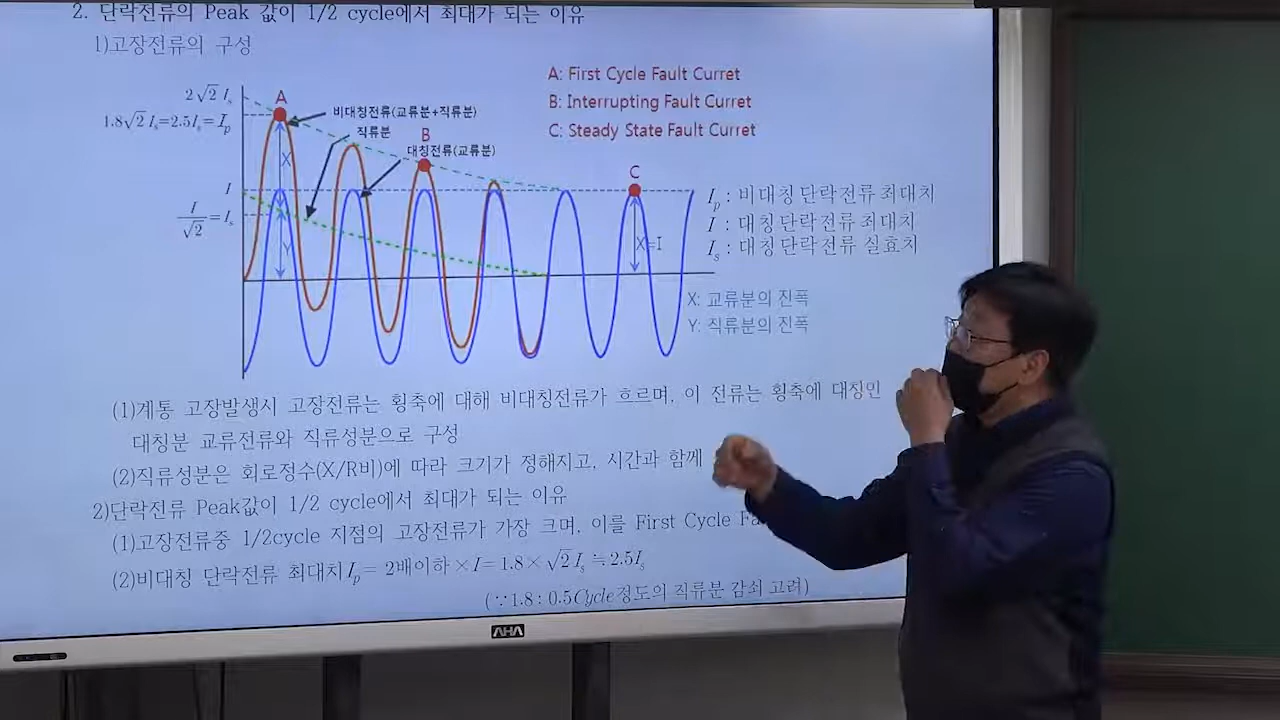 2. 단락전류의 Peak 값이 1/2 cycle에서 최대가 되는 이유
1)고장전류의 구성
A: First Cycle Fault Curret
B: Interrupting Fault Curret
C: Steady State Fault Curret
2√2 I_s
1.8√2 I_s=2.5I_s=I_p
I
I/√2=I_s
A
비대칭전류(교류분+직류분)
직류분
B
대칭전류(교류분)
C
X
Y
X=I
I_p : 비대칭 단락전류 최대치
I : 대칭 단락전류 최대치
I_s : 대칭 단락전류 실효치
X: 교류분의 진폭
Y: 직류분의 진폭
(1)계통 고장발생시 고장전류는 횡축에 대해 비대칭전류가 흐르며, 이 전류는 횡축에 대칭인
대칭분 교류전류와 직류성분으로 구성
(2)직류성분은 회로정수(X/R비)에 따라 크기가 정해지고, 시간과 함께
2)단락전류 Peak값이 1/2 cycle에서 최대가 되는 이유
(1)고장전류중 1/2cycle 지점의 고장전류가 가장 크며, 이를 First Cycle
(2)비대칭 단락전류 최대치 I_p = 2배이하 × I = 1.8 × √2 I_s ≒ 2.5I_s
(∵1.8 : 0.5Cycle정도의 직류분 감쇠 고려)
AHA